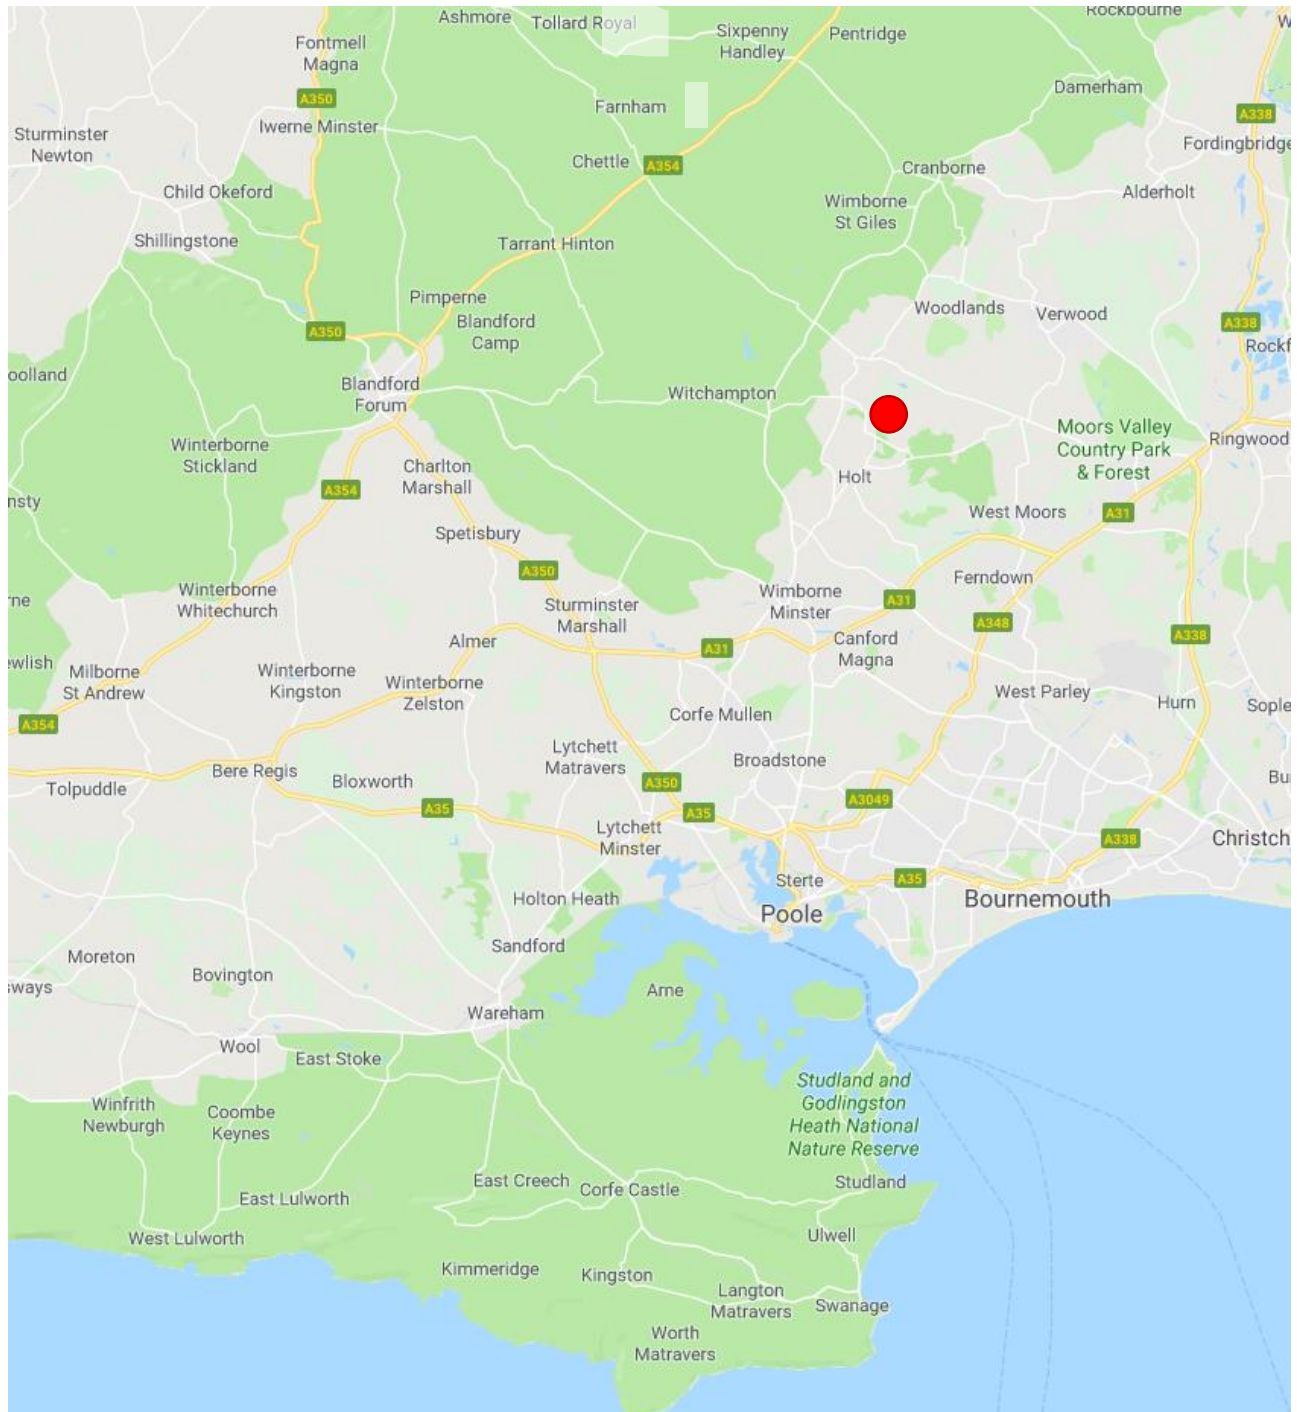 Ashmore
Tollard Royal
Sixpenny
Handley
Pentridge
Rockbourne
Fontmell
Magna
A350
Farnham
Damerham
A338
Iwerne Minster
Sturminster
Newton
Fordingbridge
Chettle
A354
Cranborne
Child Okeford
Alderholt
Wimborne
St Giles
Shillingstone
Tarrant Hinton
Pimperne
Woodlands
Verwood
A350
Blandford
Camp
A338
Rockf
oolland
Blandford
Forum
Witchampton
Moors Valley
Country Park
& Forest
Ringwood
Winterborne
Stickland
Charlton
Marshall
Holt
A354
nsty
West Moors
A31
Spetisbury
A350
Ferndown
Winterborne
Whitechurch
Wimborne
Minster
A31
rne
Sturminster
Marshall
A348
A338
Almer
A31
Canford
Magna
ewlish
Milborne
St Andrew
Winterborne
Kingston
Winterborne
Zelston
West Parley
Hurn
Sople
A354
Corfe Mullen
Lytchett
Matravers
Broadstone
Bere Regis
Bloxworth
A350
Bu
Tolpuddle
A35
A35
A3049
Lytchett
Minster
A338
Christch
Sterte
A35
Holton Heath
Poole
Bournemouth
Sandford
Moreton
Bovington
sways
Arne
Wareham
Wool
East Stoke
Winfrith
Newburgh
Coombe
Keynes
Studland and
Godlingston
Heath National
Nature Reserve
East Creech
Corfe Castle
Studland
East Lulworth
West Lulworth
Ulwell
Kimmeridge
Kingston
Langton
Matravers
Swanage
Worth
Matravers